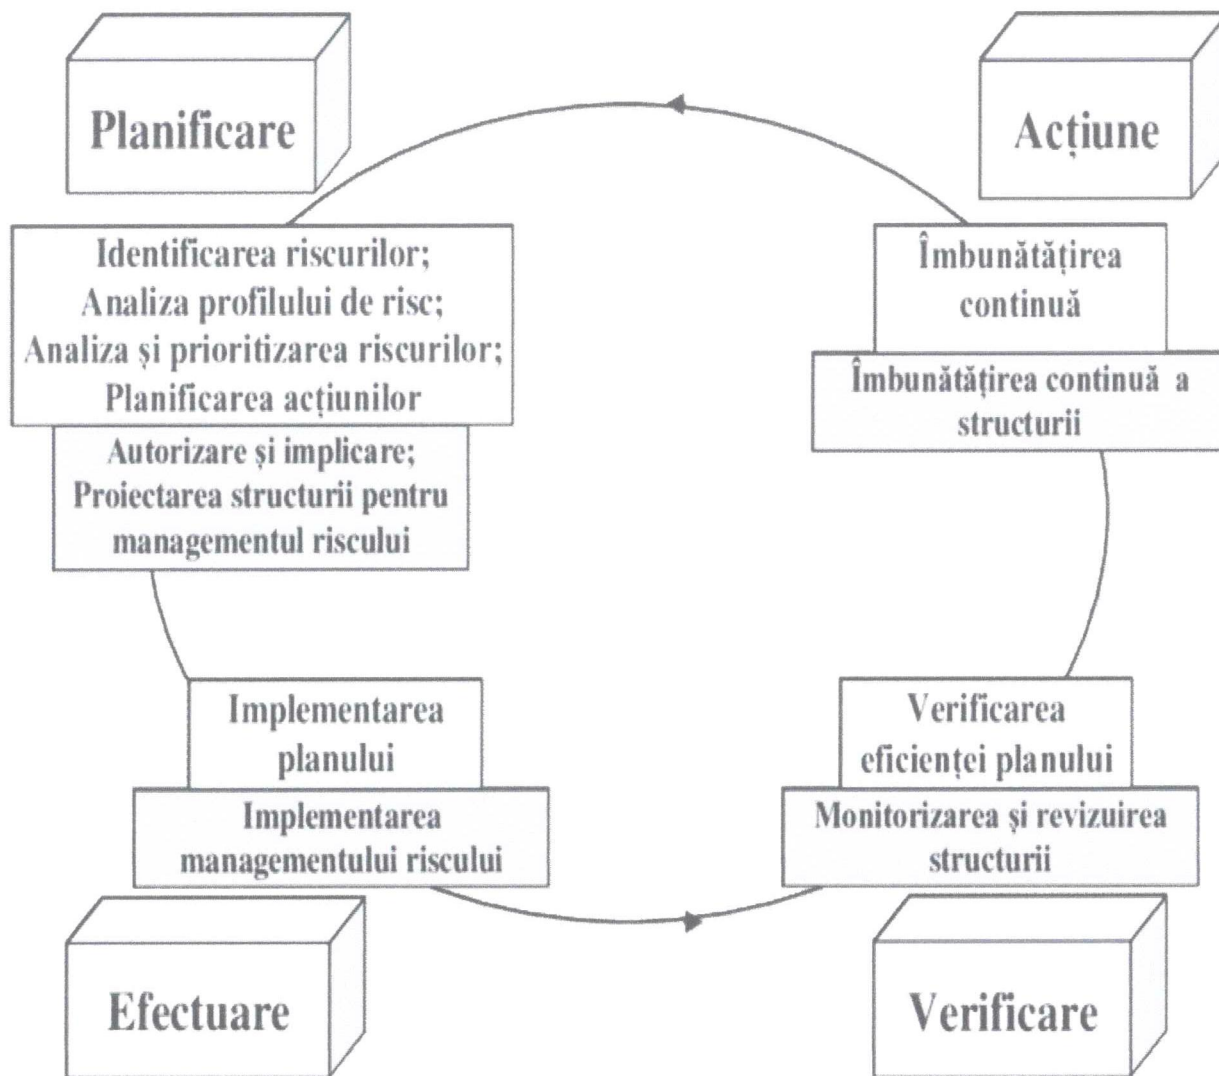 Planificare
Acțiune
Identificarea riscurilor;
Analiza profilului de risc;
Analiza și prioritizarea riscurilor;
Planificarea acțiunilor
Autorizare și implicare;
Proiectarea structurii pentru
managementul riscului
Îmbunătățirea
continuă
Îmbunătățirea continuă a
structurii
Implementarea
planului
Implementarea
managementului riscului
Verificarea
eficienței planului
Monitorizarea și revizuirea
structurii
Efectuare
Verificare